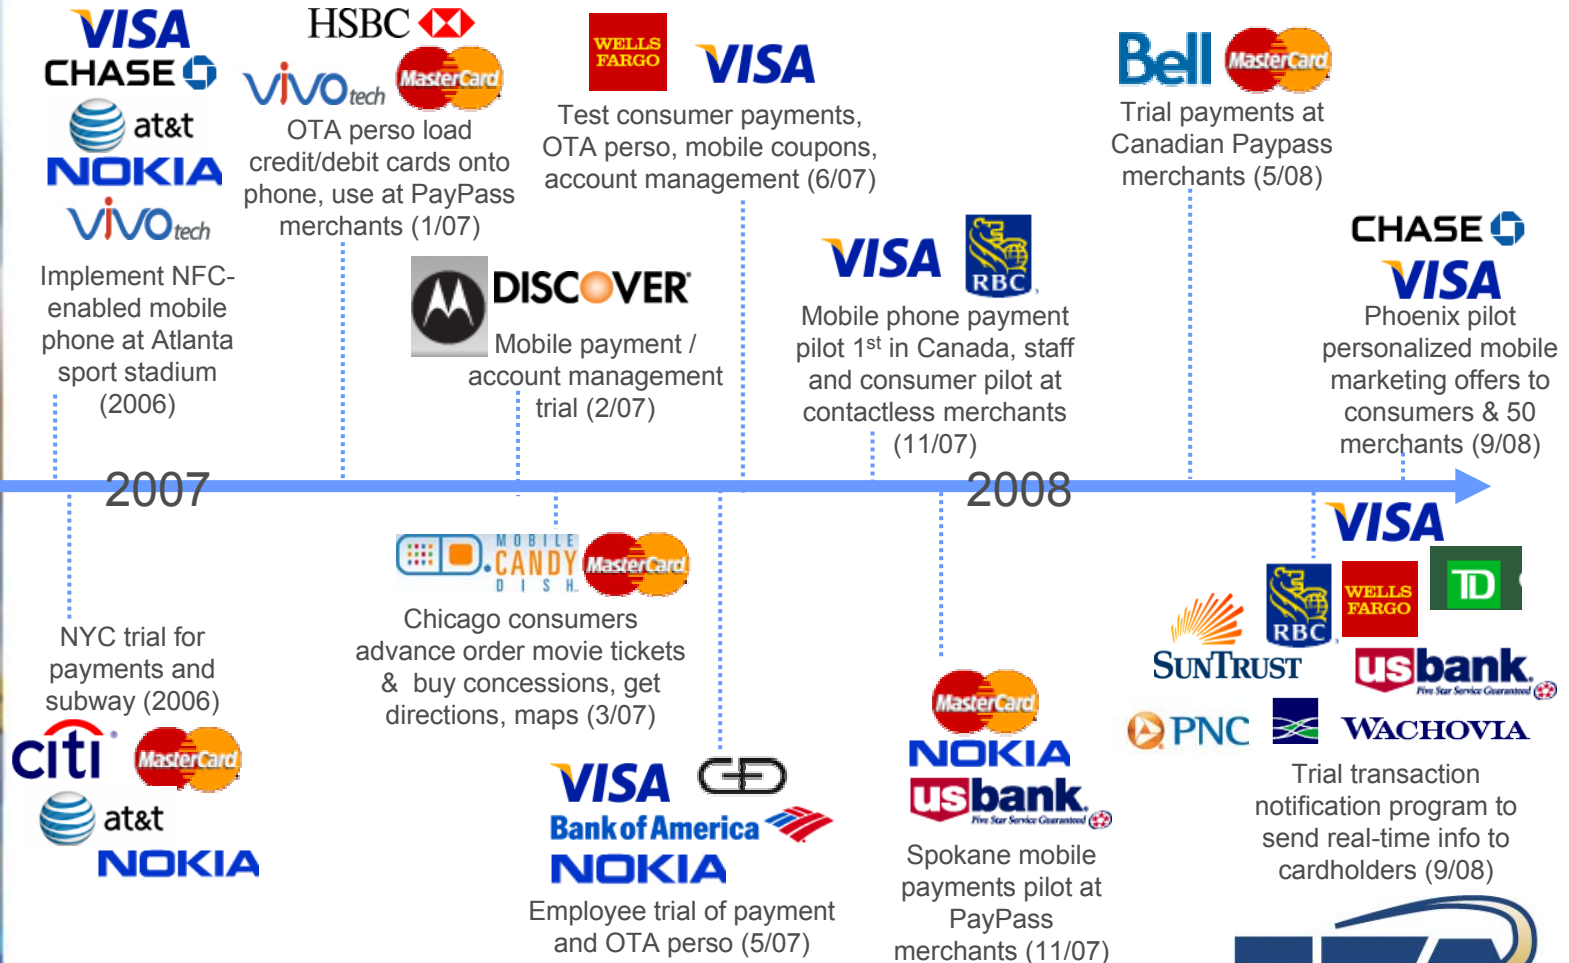 VISA
CHASE
at&t
NOKIA
ViVOtech
Implement NFC-
enabled mobile
phone at Atlanta
sport stadium
(2006)
HSBC
ViVOtech
MasterCard
OTA perso load
credit/debit cards onto
phone, use at PayPass
merchants (1/07)
DISCOVER
Mobile payment /
account management
trial (2/07)
WELLS
FARGO
VISA
Test consumer payments,
OTA perso, mobile coupons,
account management (6/07)
VISA
RBC
Mobile phone payment
pilot 1st in Canada, staff
and consumer pilot at
contactless merchants
(11/07)
Bell
MasterCard
Trial payments at
Canadian Paypass
merchants (5/08)
CHASE
VISA
Phoenix pilot
personalized mobile
marketing offers to
consumers & 50
merchants (9/08)
2007
2008
NYC trial for
payments and
subway (2006)
citi
MasterCard
at&t
NOKIA
MOBILE
CANDY
DISH
MasterCard
Chicago consumers
advance order movie tickets
& buy concessions, get
directions, maps (3/07)
VISA
Bank of America
NOKIA
Employee trial of payment
and OTA perso (5/07)
MasterCard
NOKIA
usbank.
Five Star Service Guaranteed
Spokane mobile
payments pilot at
PayPass
merchants (11/07)
VISA
RBC
WELLS
FARGO
TD
SUNTRUST
usbank.
Five Star Service Guaranteed
PNC
WACHOVIA
Trial transaction
notification program to
send real-time info to
cardholders (9/08)